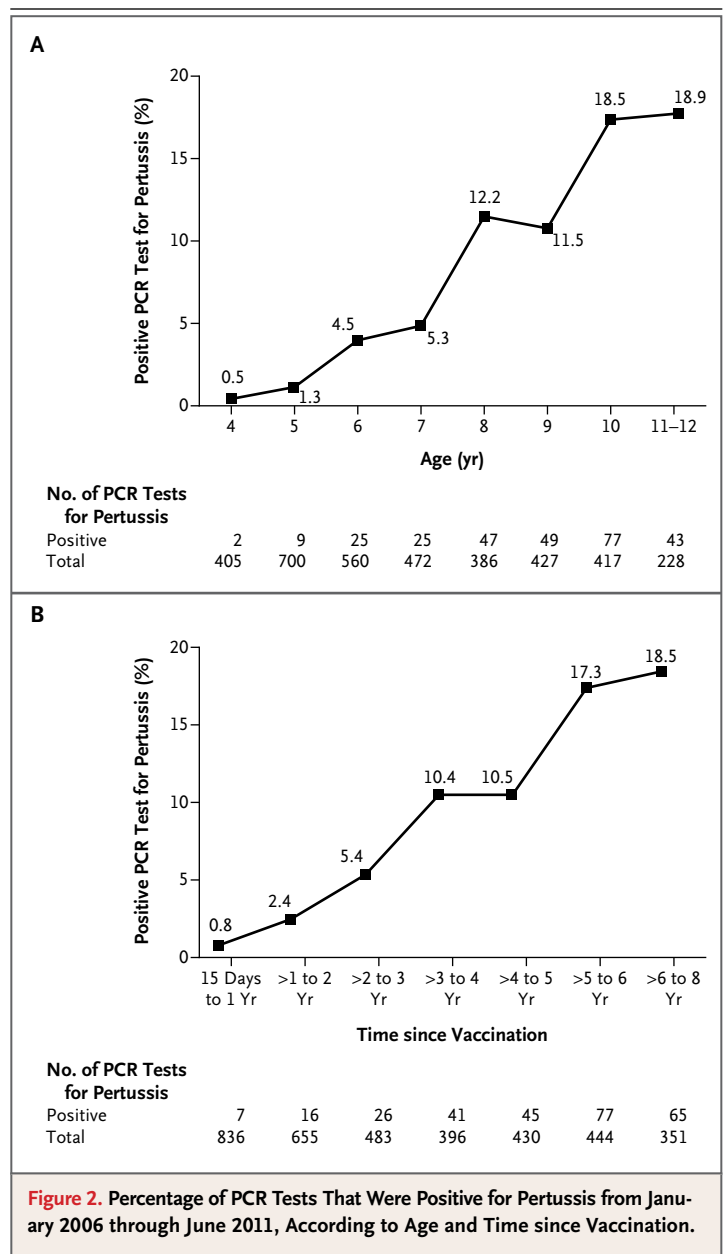 A
Positive PCR Test for Pertussis (%)
20
15
10
5
0
0.5
1.3
4.5
5.3
12.2
11.5
18.5
18.9
4 5 6 7 8 9 10 11–12
Age (yr)
No. of PCR Tests
for Pertussis
Positive 2 9 25 25 47 49 77 43
Total 405 700 560 472 386 427 417 228
B
Positive PCR Test for Pertussis (%)
20
15
10
5
0
0.8
2.4
5.4
10.4
10.5
17.3
18.5
15 Days >1 to 2 >2 to 3 >3 to 4 >4 to 5 >5 to 6 >6 to 8
to 1 Yr Yr Yr Yr Yr Yr Yr
Time since Vaccination
No. of PCR Tests
for Pertussis
Positive 7 16 26 41 45 77 65
Total 836 655 483 396 430 444 351
Figure 2. Percentage of PCR Tests That Were Positive for Pertussis from Janu-
ary 2006 through June 2011, According to Age and Time since Vaccination.